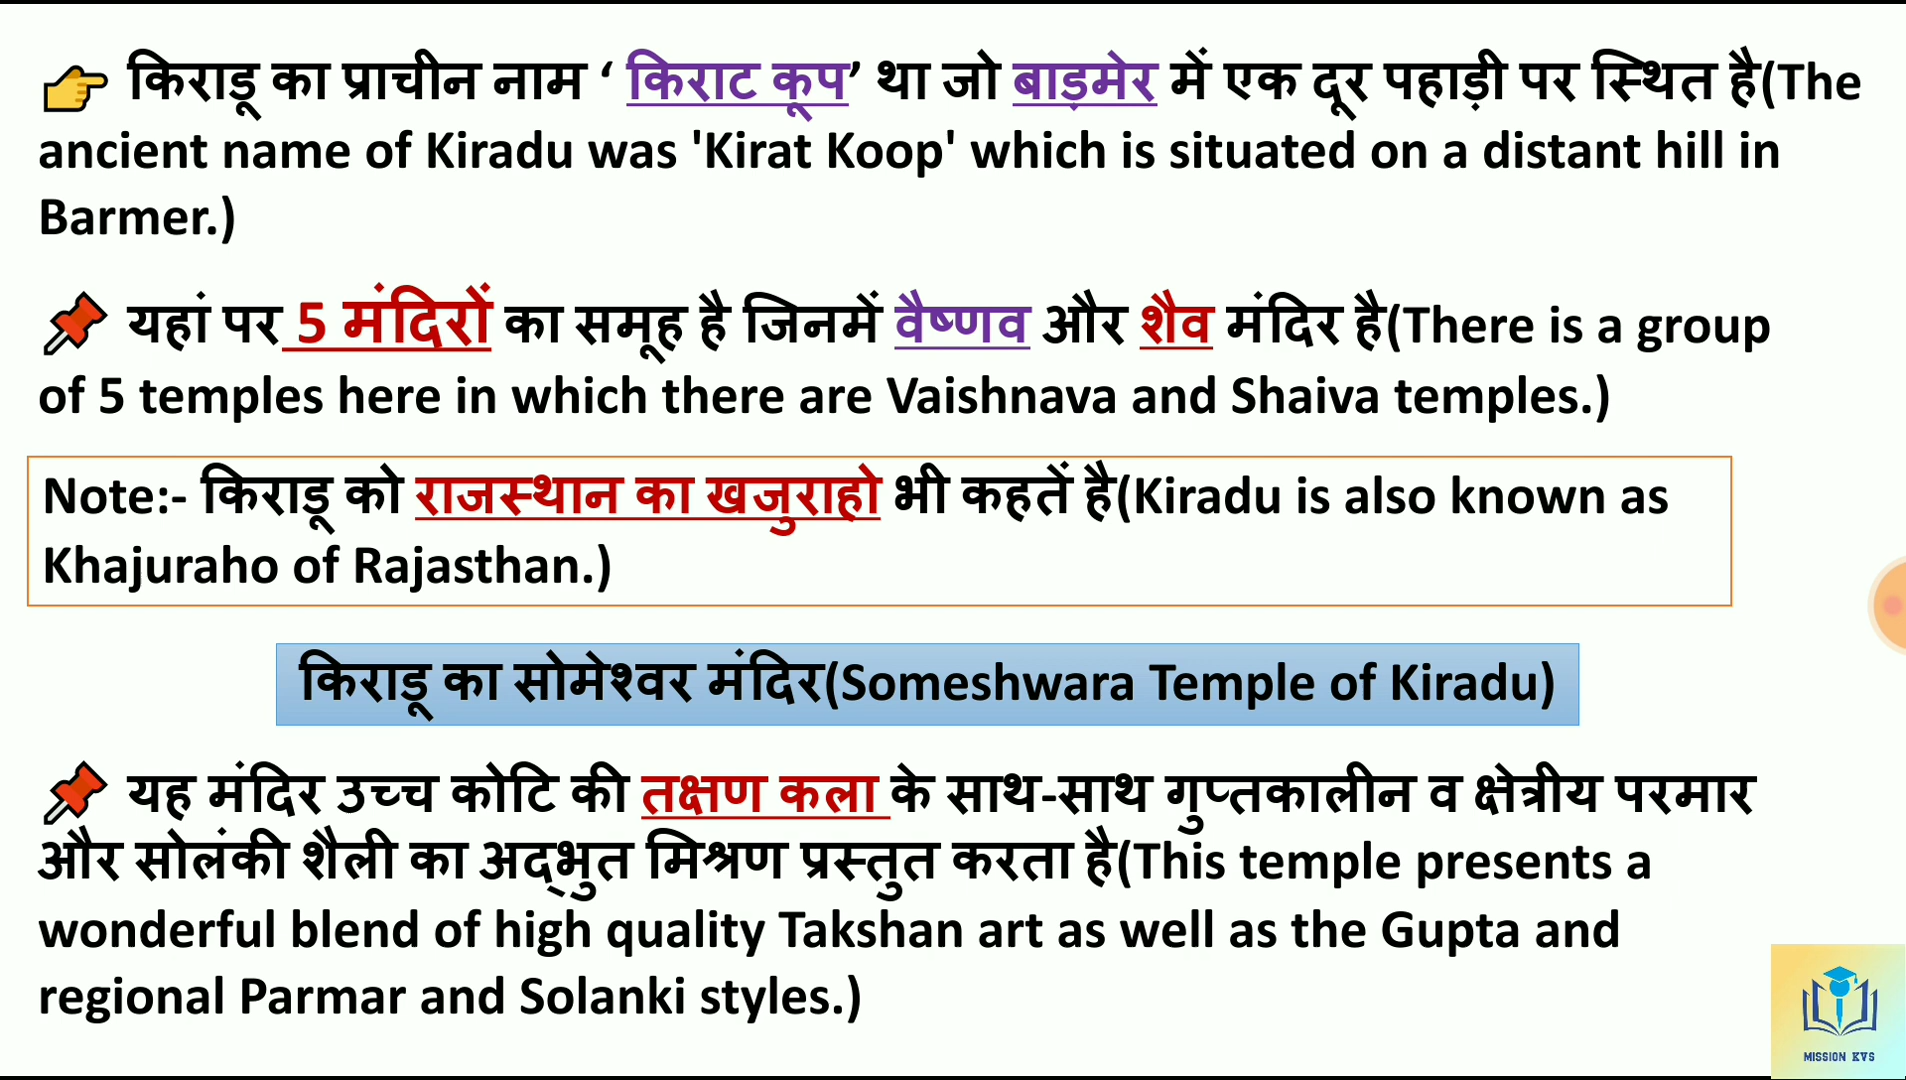 किराडू का प्राचीन नाम ‘ किराट कूप’ था जो बाड़मेर में एक दूर पहाड़ी पर स्थित है(The
ancient name of Kiradu was 'Kirat Koop' which is situated on a distant hill in
Barmer.)
यहां पर 5 मंदिरों का समूह है जिनमें वैष्णव और शैव मंदिर है(There is a group
of 5 temples here in which there are Vaishnava and Shaiva temples.)
Note:- किराडू को राजस्थान का खजुराहो भी कहतें है(Kiradu is also known as
Khajuraho of Rajasthan.)
किराडू का सोमेश्वर मंदिर(Someshwara Temple of Kiradu)
यह मंदिर उच्च कोटि की तक्षण कला के साथ-साथ गुप्तकालीन व क्षेत्रीय परमार
और सोलंकी शैली का अद्भुत मिश्रण प्रस्तुत करता है(This temple presents a
wonderful blend of high quality Takshan art as well as the Gupta and
regional Parmar and Solanki styles.)
MISSION KVS